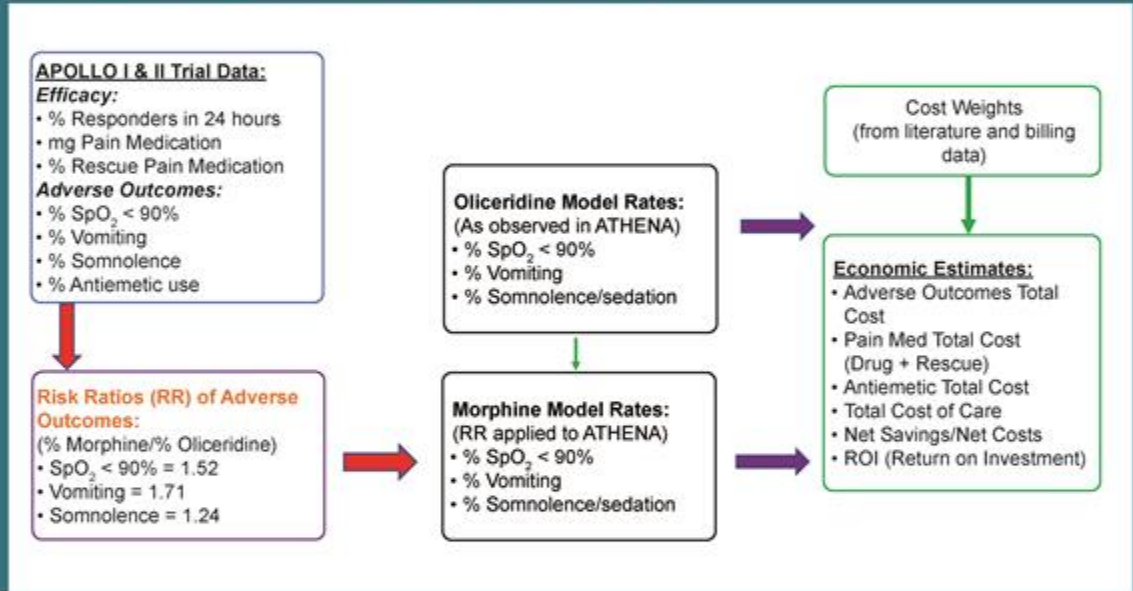 APOLLO I & II Trial Data:
Efficacy:
• % Responders in 24 hours
• mg Pain Medication
• % Rescue Pain Medication
Adverse Outcomes:
• % SpO₂ < 90%
• % Vomiting
• % Somnolence
• % Antiemetic use
Risk Ratios (RR) of Adverse
Outcomes:
(% Morphine/% Oliceridine)
• SpO₂ < 90% = 1.52
• Vomiting = 1.71
• Somnolence = 1.24
Oliceridine Model Rates:
(As observed in ATHENA)
• % SpO₂ < 90%
• % Vomiting
• % Somnolence/sedation
Morphine Model Rates:
(RR applied to ATHENA)
• % SpO₂ < 90%
• % Vomiting
• % Somnolence/sedation
Cost Weights
(from literature and billing
data)
Economic Estimates:
• Adverse Outcomes Total
Cost
• Pain Med Total Cost
(Drug + Rescue)
• Antiemetic Total Cost
• Total Cost of Care
• Net Savings/Net Costs
• ROI (Return on Investment)